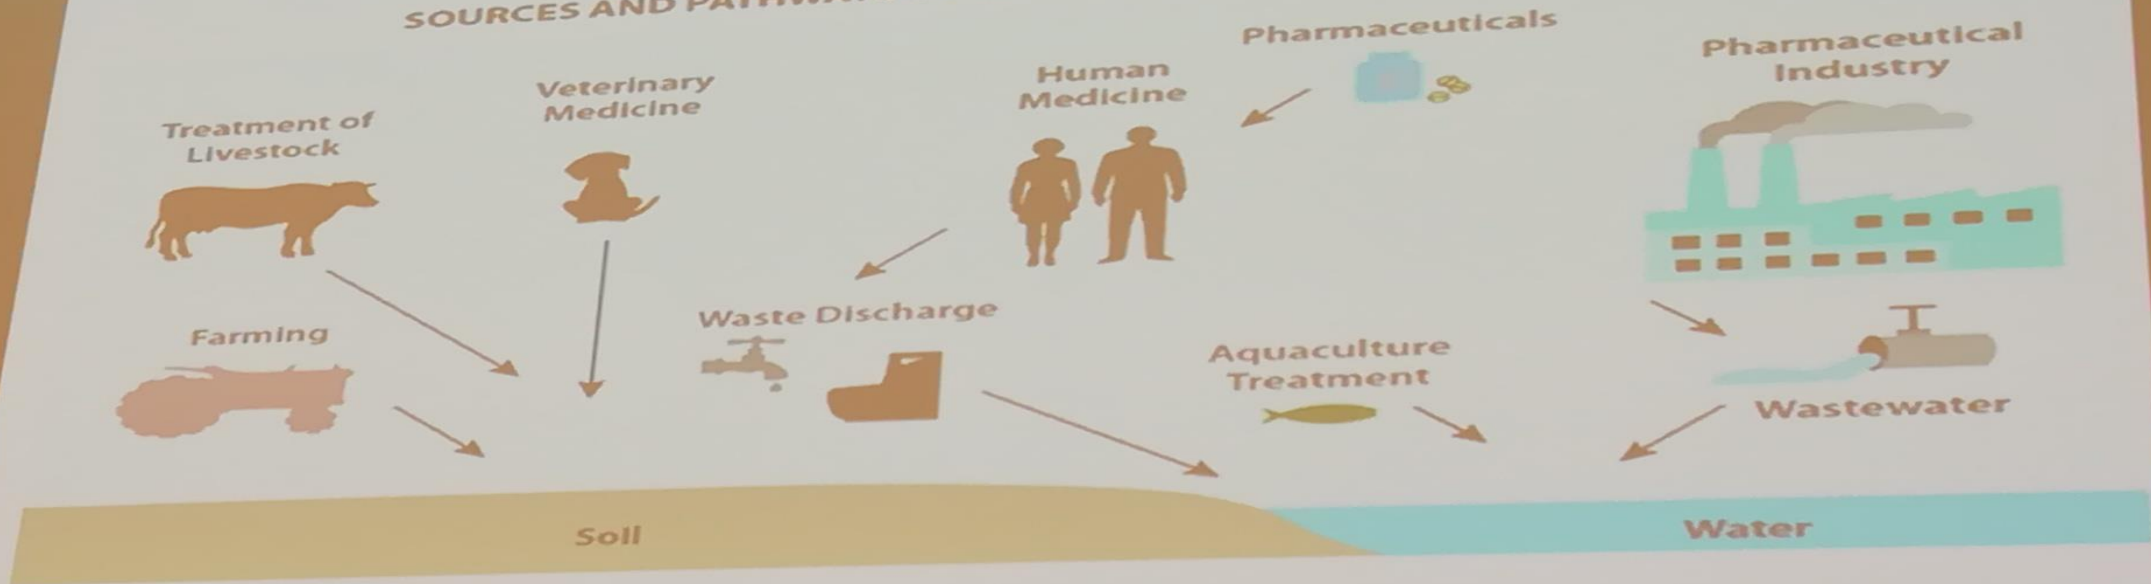 SOURCES AND
Pharmaceuticals
Pharmaceutical
Industry
Human
Medicine
Veterinary
Medicine
Treatment of
Livestock
Farming
Waste Discharge
Aquaculture
Treatment
Wastewater
Soil
Water